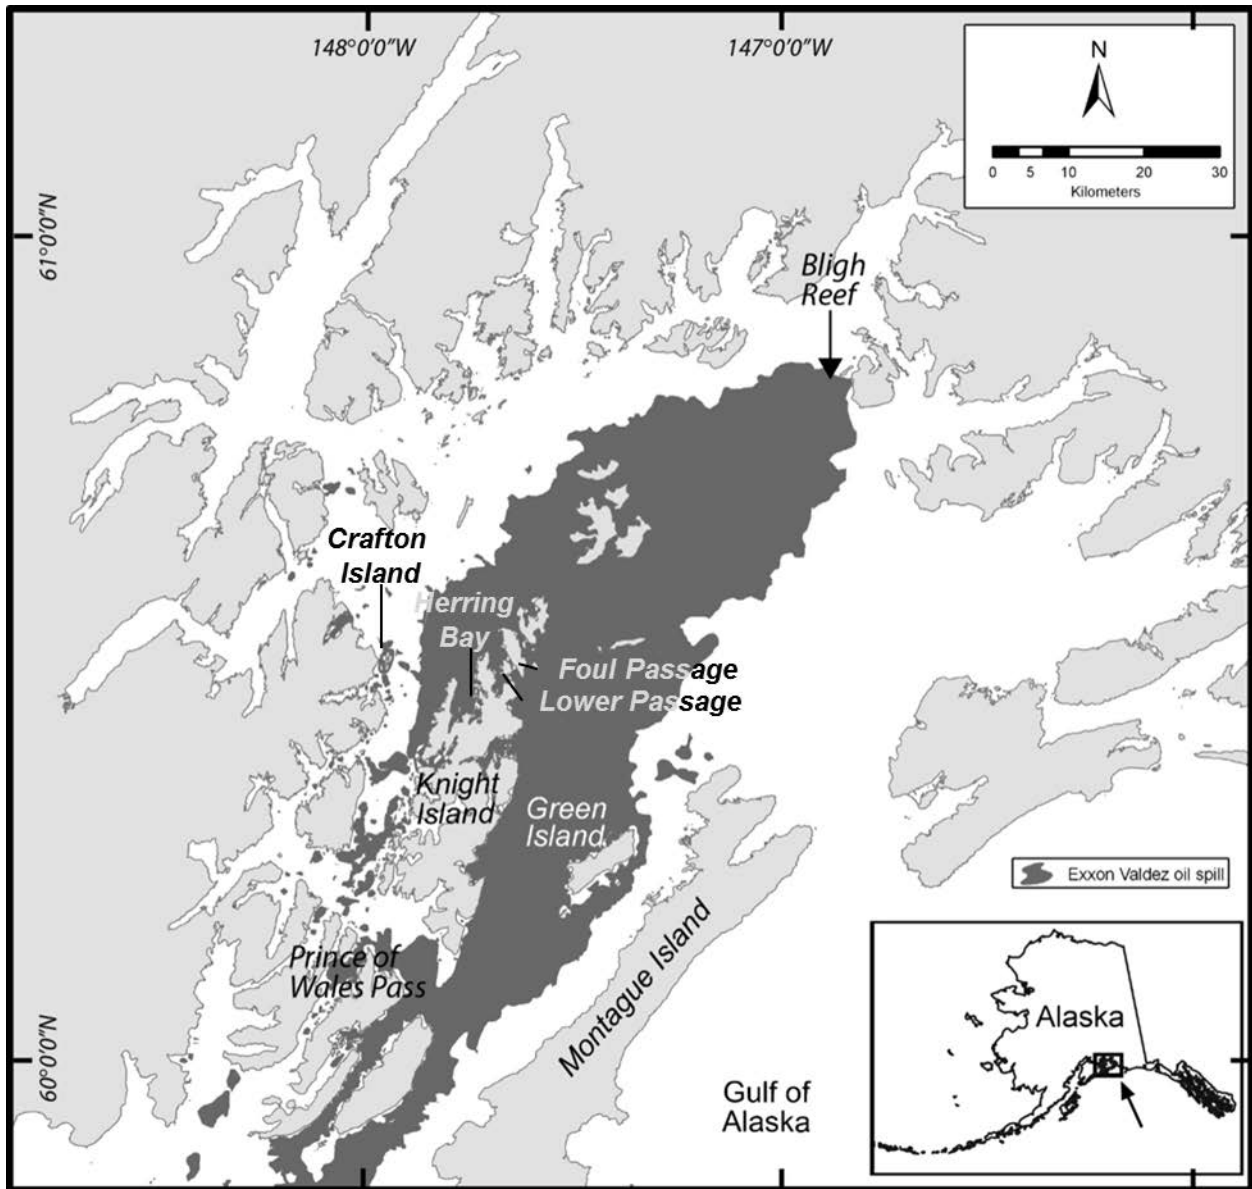 148°0'0"W
147°0'0"W
N
0 5 10 20 30
Kilometers
61°0'0"N
Bligh
Reef
Crafton
Island
Herring
Bay
Foul Passage
Lower Passage
Knight
Island
Green
Island
Exxon Valdez oil spill
Montague Island
Prince of
Wales Pass
Alaska
60°0'0"N
Gulf of
Alaska